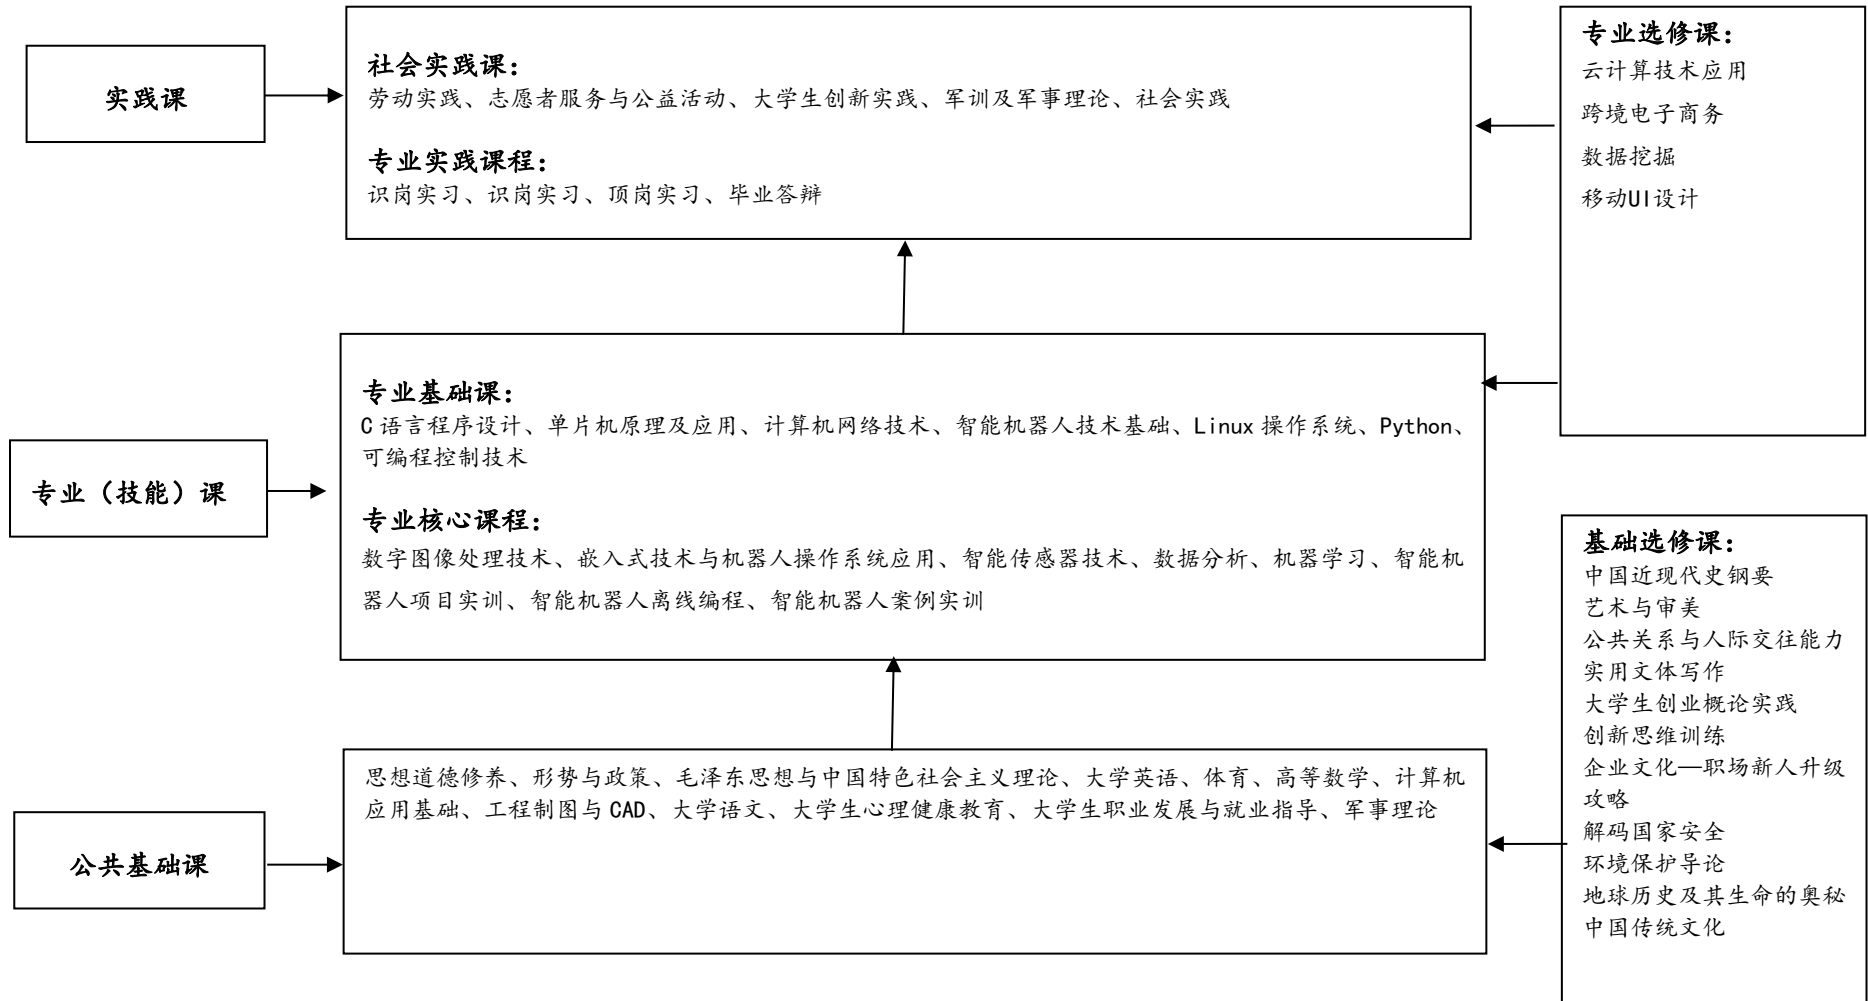 实践课
社会实践课：
劳动实践、志愿者服务与公益活动、大学生创新实践、军训及军事理论、社会实践
专业实践课程：
识岗实习、识岗实习、顶岗实习、毕业答辩
专业选修课：
云计算技术应用
跨境电子商务
数据挖掘
移动UI设计
专业（技能）课
专业基础课：
C 语言程序设计、单片机原理及应用、计算机网络技术、智能机器人技术基础、Linux 操作系统、Python、
可编程控制技术
专业核心课程：
数字图像处理技术、嵌入式技术与机器人操作系统应用、智能传感器技术、数据分析、机器学习、智能机
器人项目实训、智能机器人离线编程、智能机器人案例实训
基础选修课：
中国近现代史钢要
艺术与审美
公共关系与人际交往能力
实用文体写作
大学生创业概论实践
创新思维训练
企业文化—职场新人升级
攻略
解码国家安全
环境保护导论
地球历史及其生命的奥秘
中国传统文化
公共基础课
思想道德修养、形势与政策、毛泽东思想与中国特色社会主义理论、大学英语、体育、高等数学、计算机
应用基础、工程制图与 CAD、大学语文、大学生心理健康教育、大学生职业发展与就业指导、军事理论